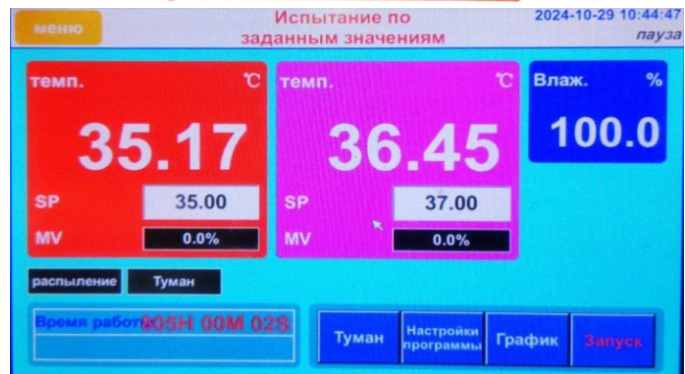 меню
Испытание по
заданным значениям
2024-10-29 10:44:47
пауза
темп. ℃
35.17
SP 35.00
MV 0.0%
темп. ℃
36.45
SP 37.00
MV 0.0%
Влаж. %
100.0
распыление
Туман
Время работы 805H 00M 02S
Туман
Настройки
программы
График
Запуск